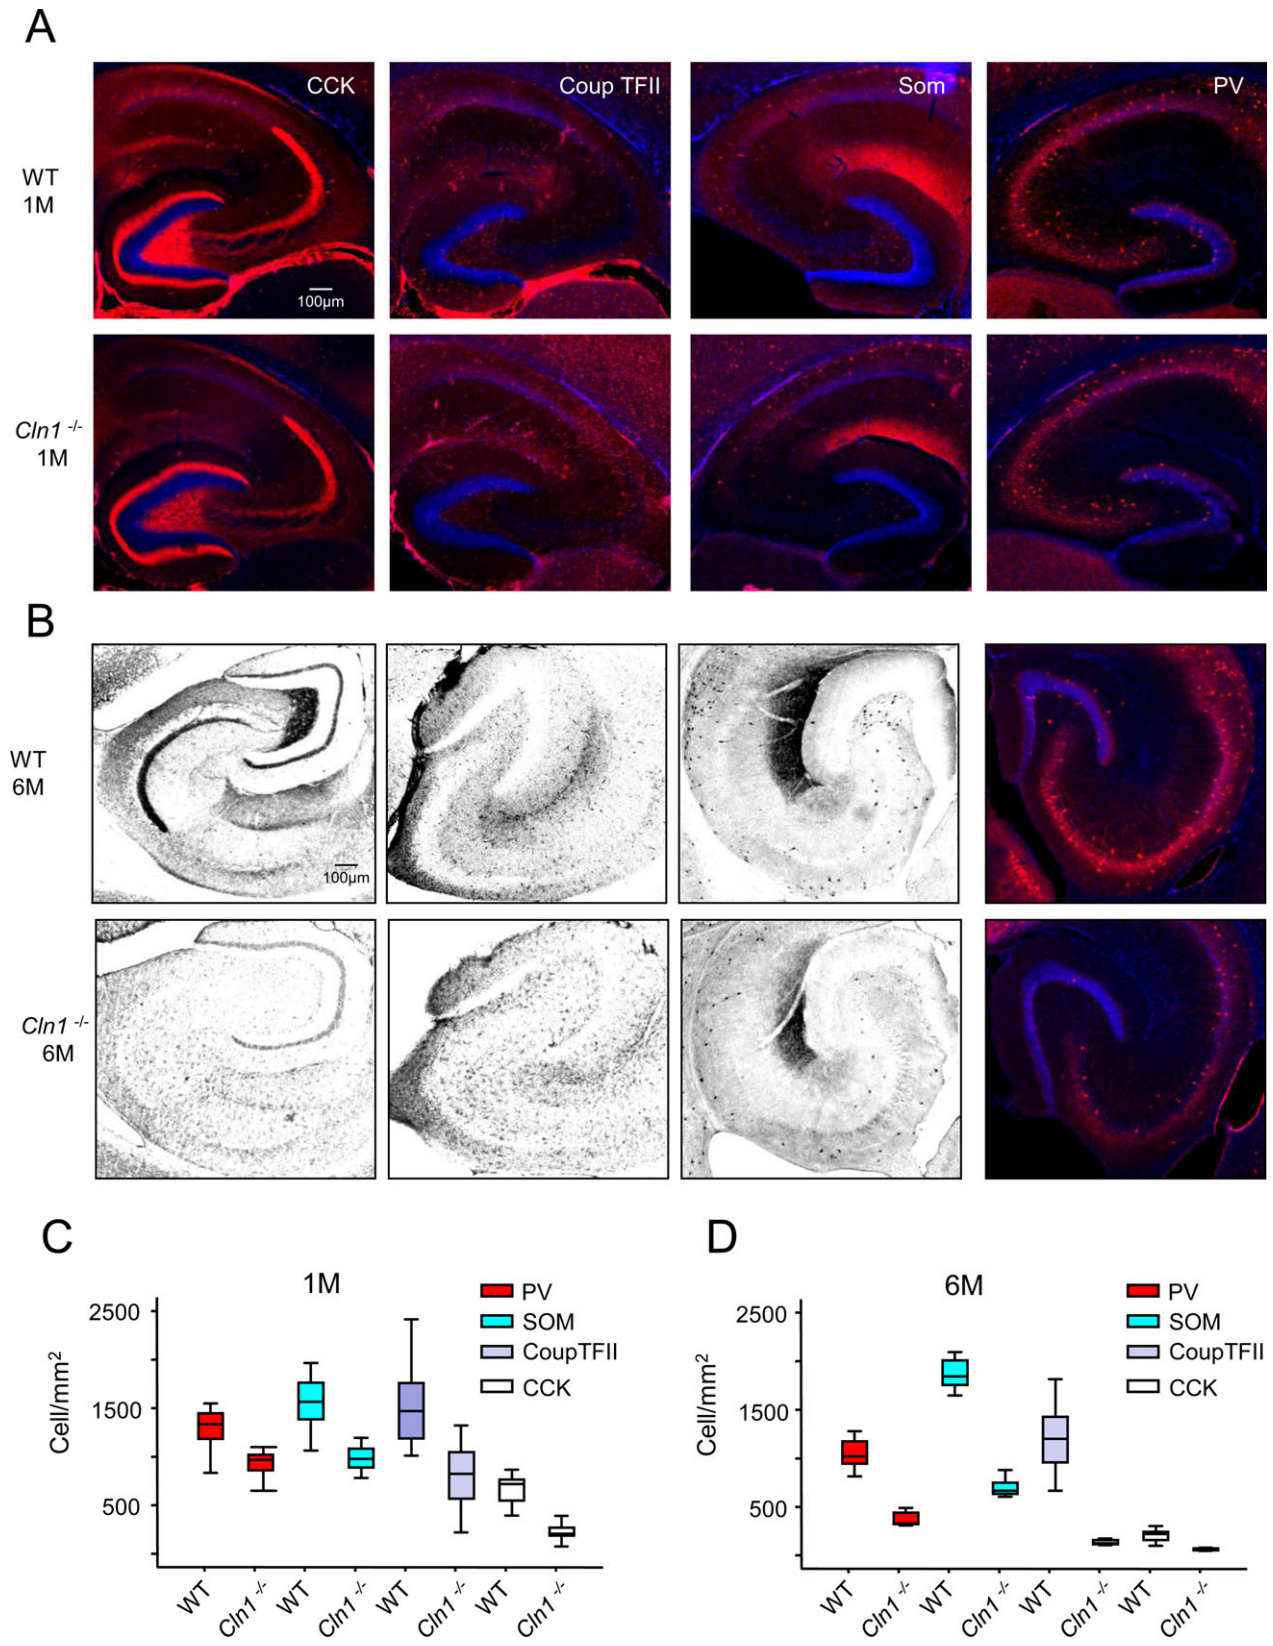 A
CCK
Coup TFII
Som
PV
WT
1M
100µm
Cln1 -/-
1M
B
WT
6M
100µm
Cln1 -/-
6M
C
1M
PV
SOM
CoupTFII
CCK
Cell/mm²
2500
1500
500
WT
Cln1 -/-
WT
Cln1 -/-
WT
Cln1 -/-
WT
Cln1 -/-
D
6M
PV
SOM
CoupTFII
CCK
Cell/mm²
2500
1500
500
WT
Cln1 -/-
WT
Cln1 -/-
WT
Cln1 -/-
WT
Cln1 -/-